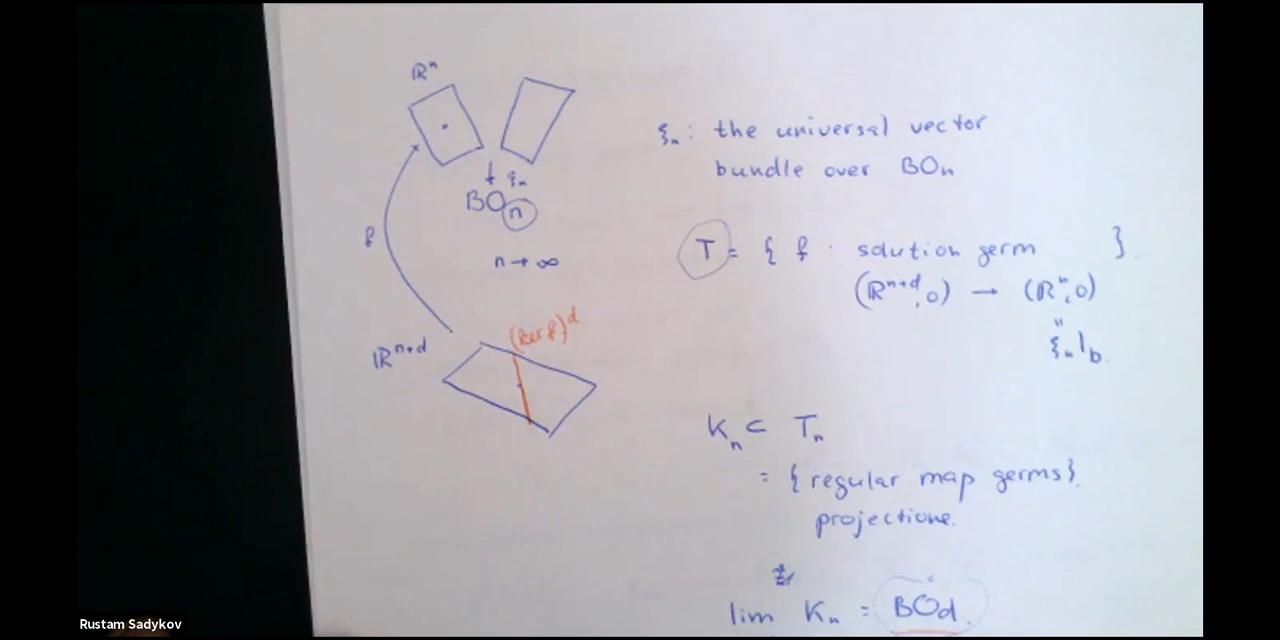 ℝⁿ
ξₙ : the universal vector
bundle over BOₙ
↓ ξₙ
BOₙ
f
n → ∞
T = { f : solution germ }.
(ℝⁿ⁺ᵈ, 0) → (ℝⁿ, 0)
"
ξₙ|_b.
(ker f)ᵈ
ℝⁿ⁺ᵈ
Kₙ ⊂ Tₙ
= { regular map germs }.
projections.
lim Kₙ = BOd.
Rustam Sadykov